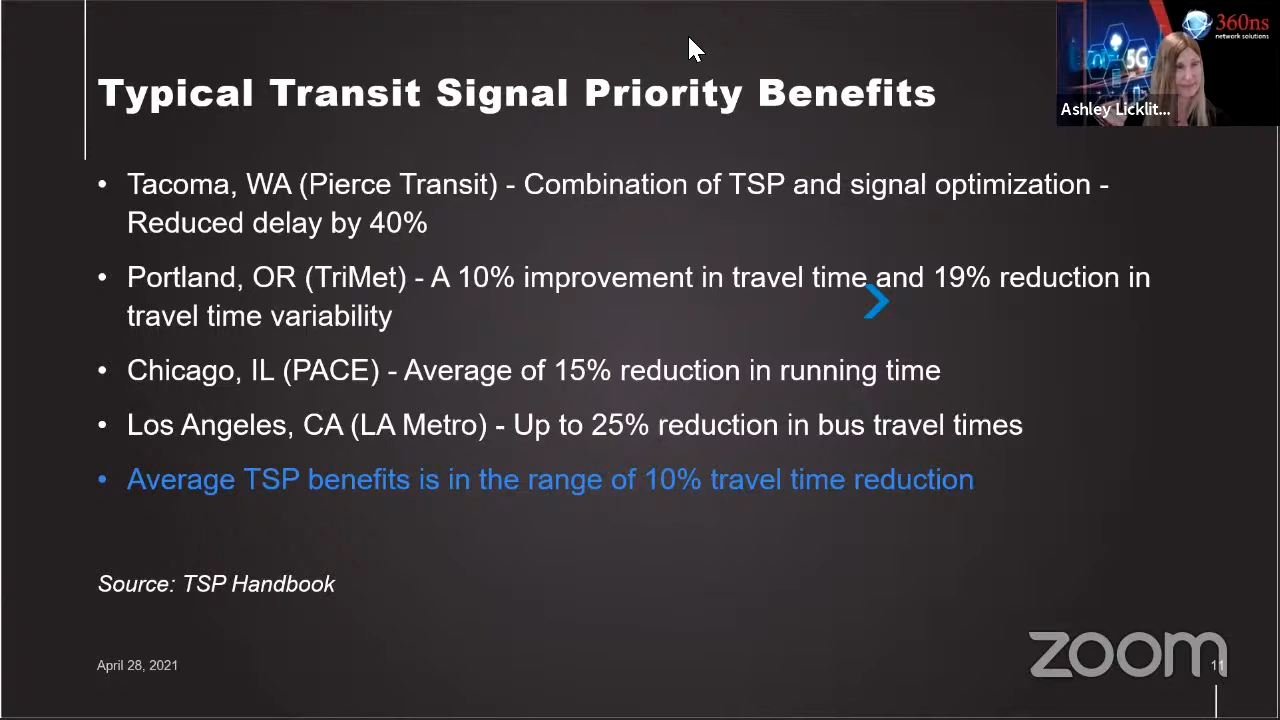 360ns
network solutions
5G
Ashley Licklit...
Typical Transit Signal Priority Benefits
• Tacoma, WA (Pierce Transit) - Combination of TSP and signal optimization -
Reduced delay by 40%
• Portland, OR (TriMet) - A 10% improvement in travel time and 19% reduction in
travel time variability
• Chicago, IL (PACE) - Average of 15% reduction in running time
• Los Angeles, CA (LA Metro) - Up to 25% reduction in bus travel times
• Average TSP benefits is in the range of 10% travel time reduction
Source: TSP Handbook
April 28, 2021
zoom
11